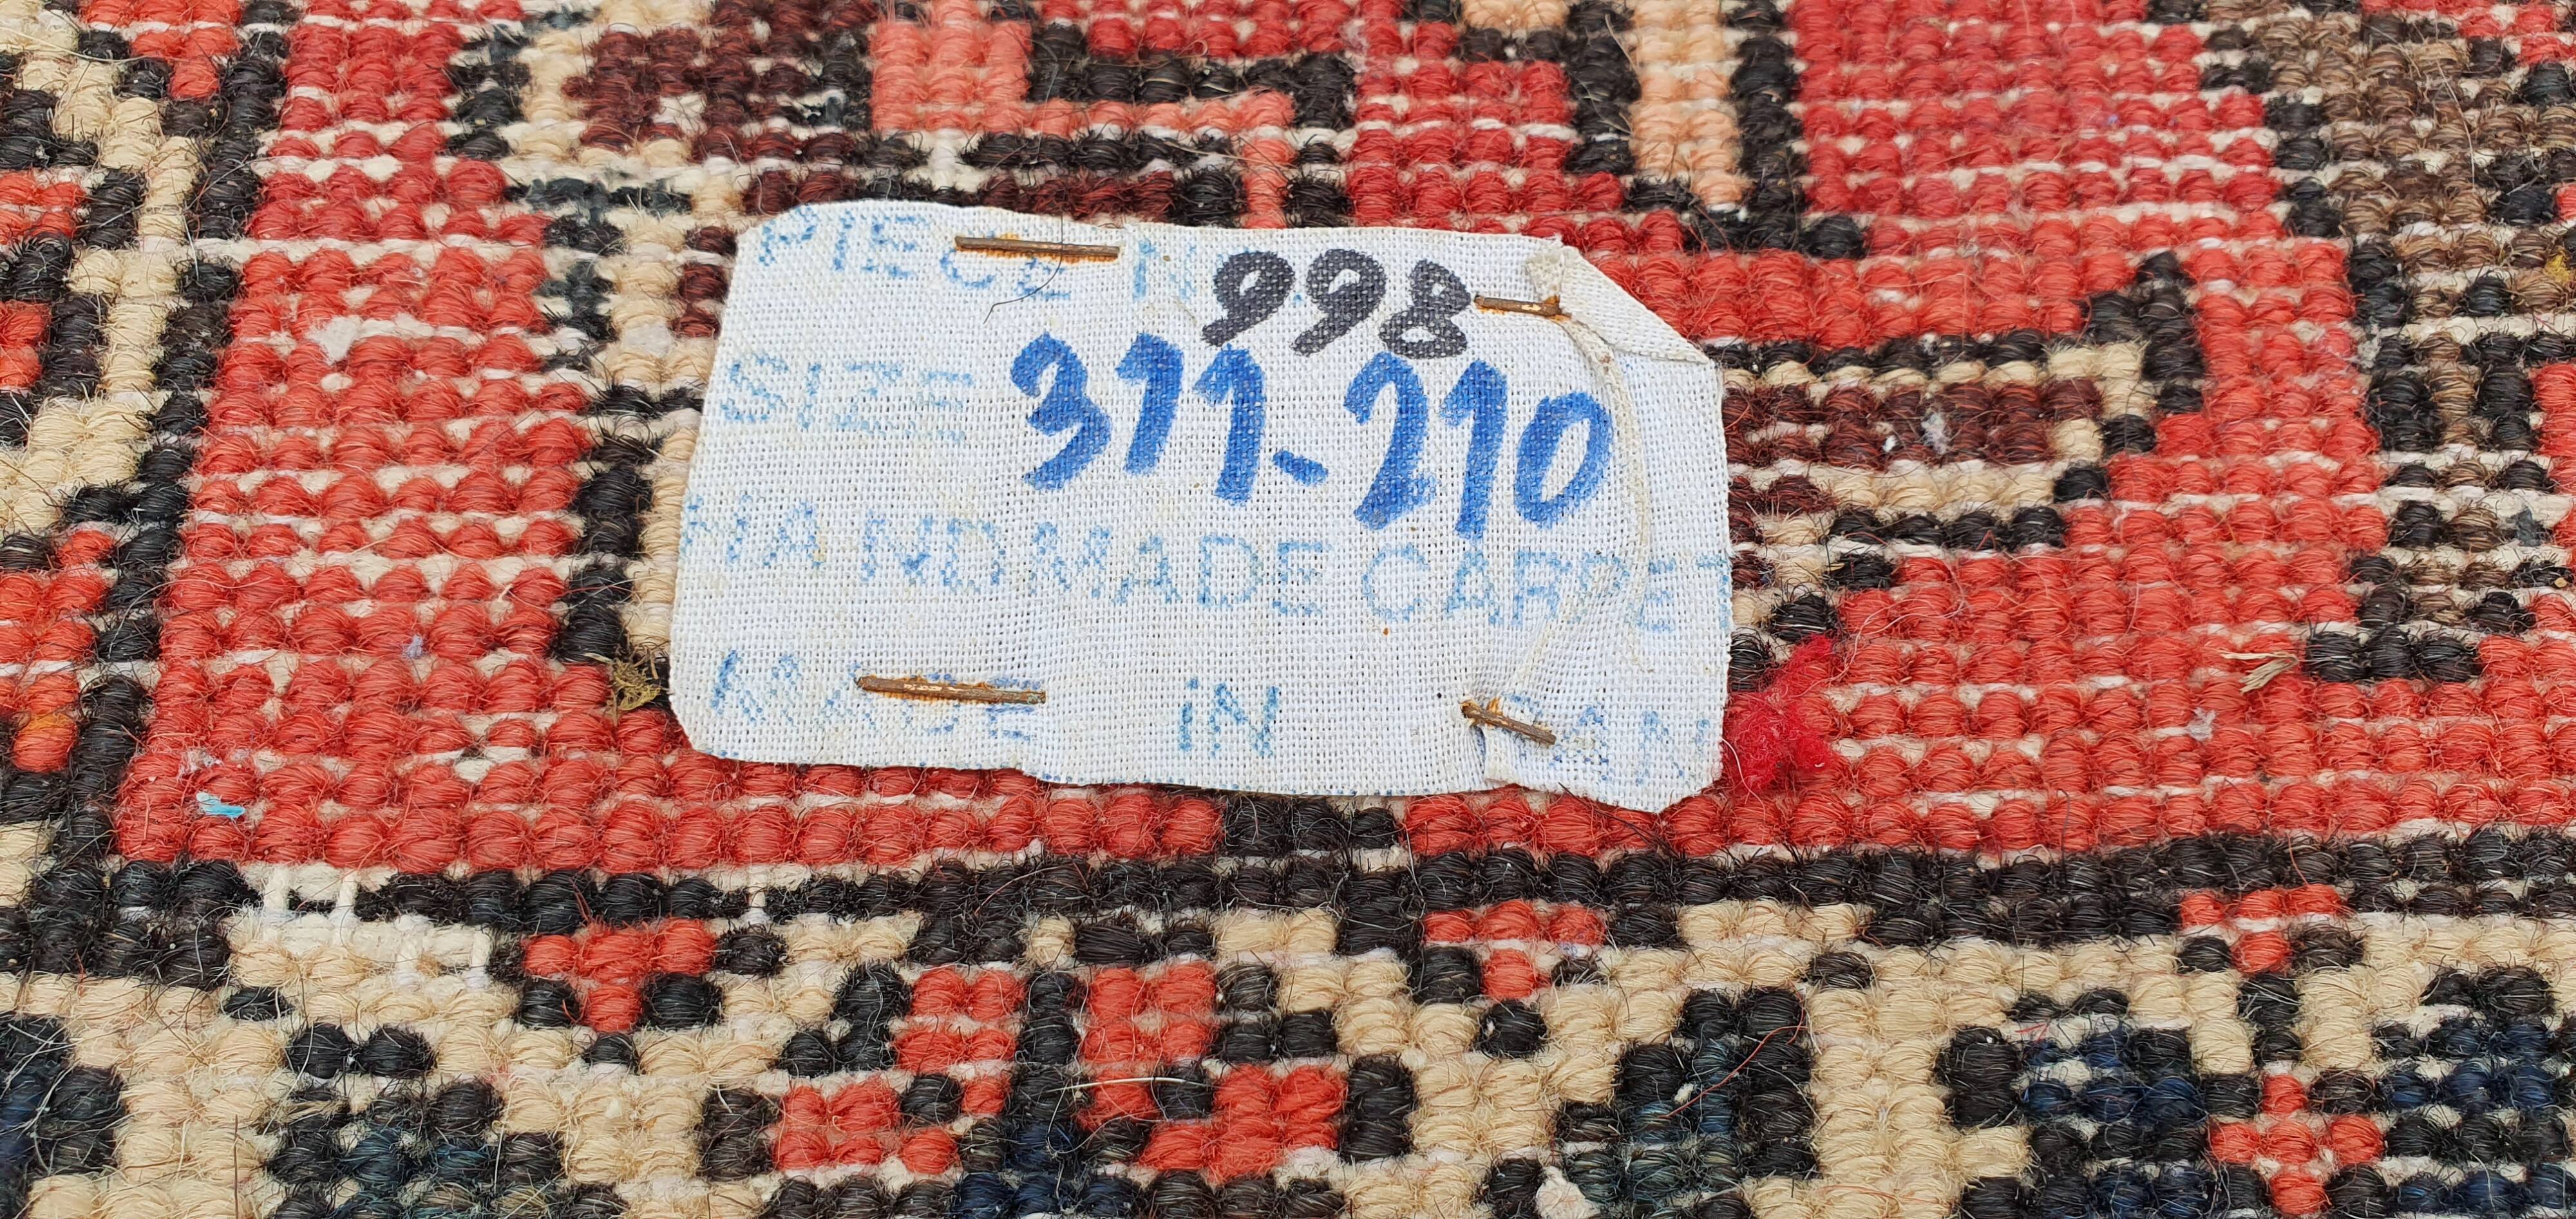 PIECE N 998
SIZE 311-210
HANDMADE CARPET
MADE iN